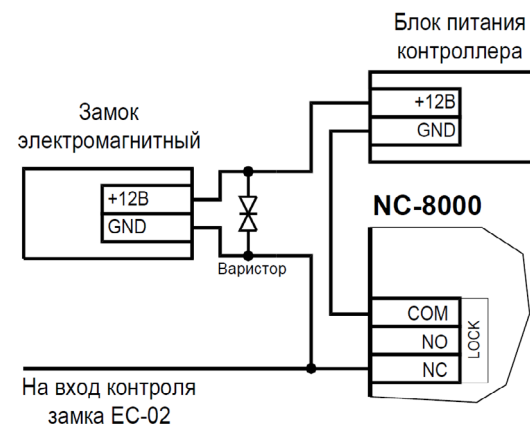 Блок питания
контроллера
+12В
GND
Замок
электромагнитный
+12В
GND
Варистор
NC-8000
COM
NO
NC
LOCK
На вход контроля
замка ЕС-02